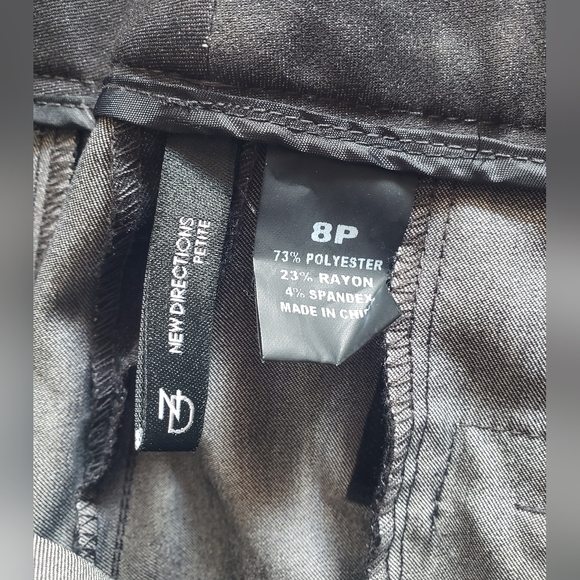 NEW DIRECTIONS
PETITE
ND
8P
73% POLYESTER
23% RAYON
4% SPANDEX
MADE IN